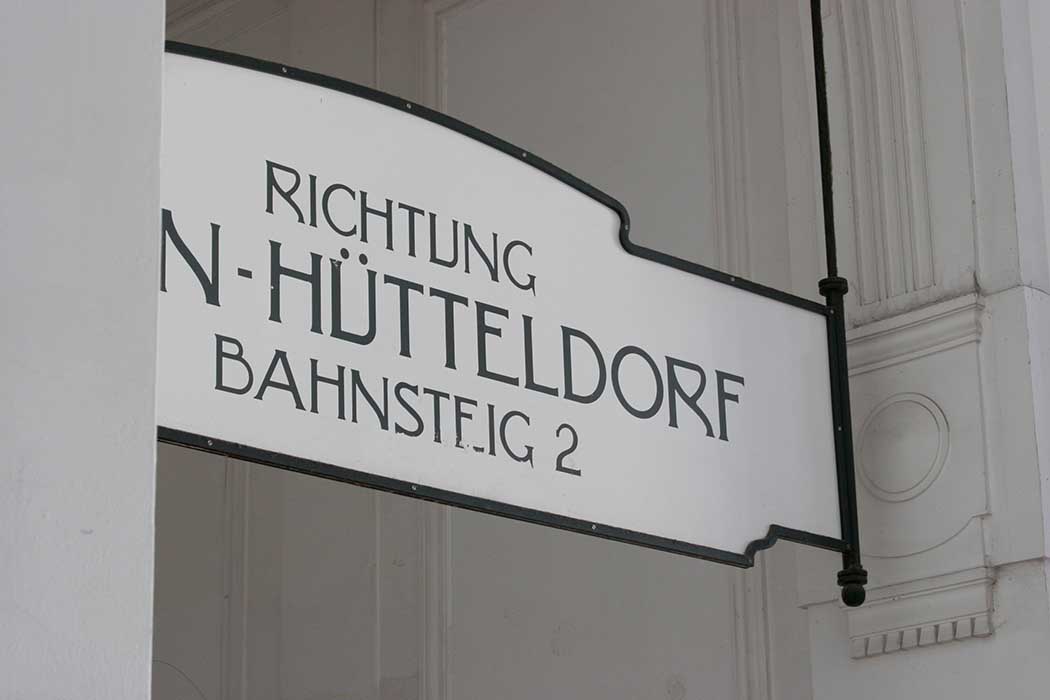 RICHTUNG
N-HÜTTELDORF
BAHNSTEIG 2